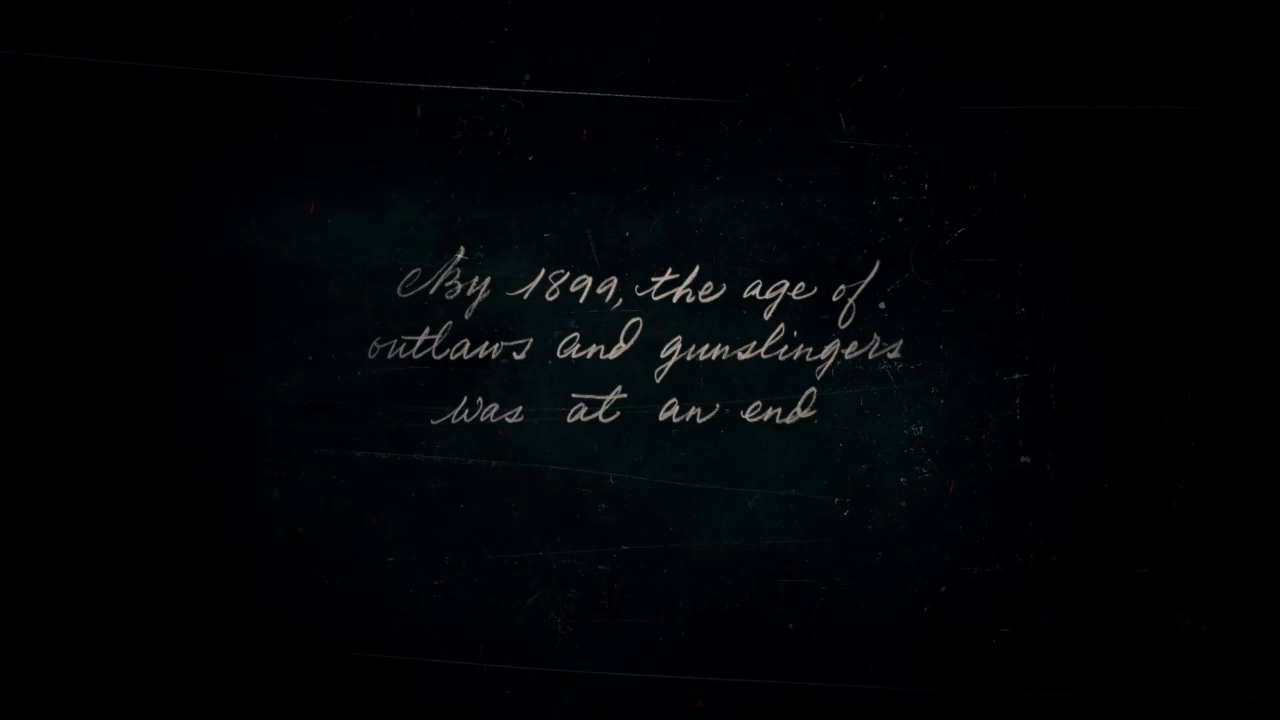 By 1899, the age of
outlaws and gunslingers
was at an end